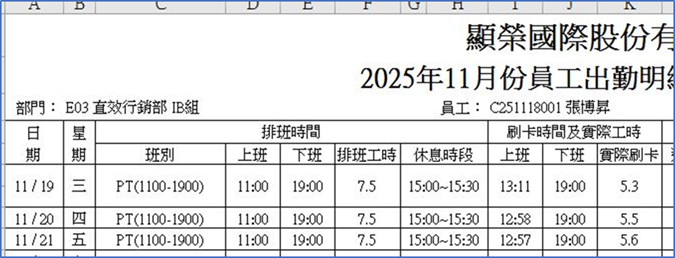 A B C D E F G H I J K
顯榮國際股份有
2025年11月份員工出勤明細
部門： E03 直效行銷部 IB組 員工： C251118001 張博昇
日期 星期 排班時間 刷卡時間及實際工時
班別 上班 下班 排班工時 休息時段 上班 下班 實際刷卡
11 / 19 三 PT(1100-1900) 11:00 19:00 7.5 15:00~15:30 13:11 19:00 5.3
11 / 20 四 PT(1100-1900) 11:00 19:00 7.5 15:00~15:30 12:58 19:00 5.5
11 / 21 五 PT(1100-1900) 11:00 19:00 7.5 15:00~15:30 12:57 19:00 5.6